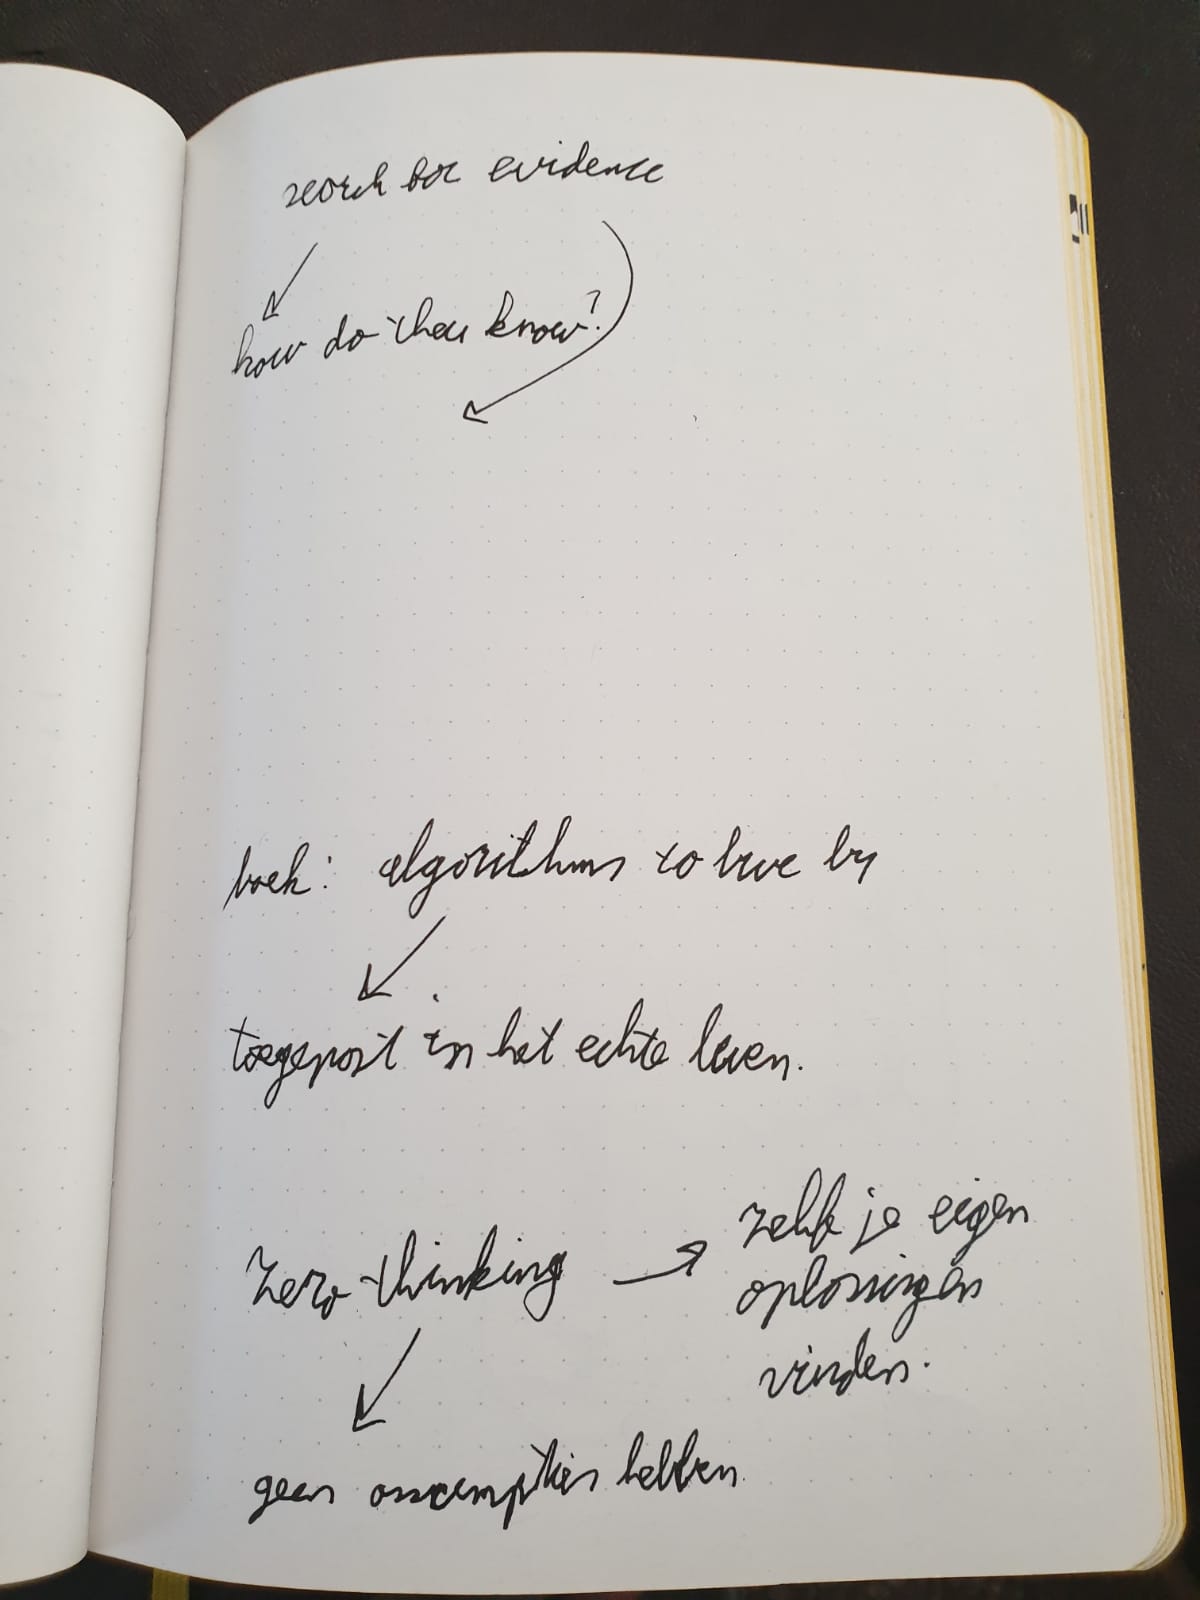 search for evidence
how do they know?
boek: algorithms to live by
toegepast in het echte leven.
zero thinking
zelf je eigen
oplossingen
vinden.
geen assumpties hebben